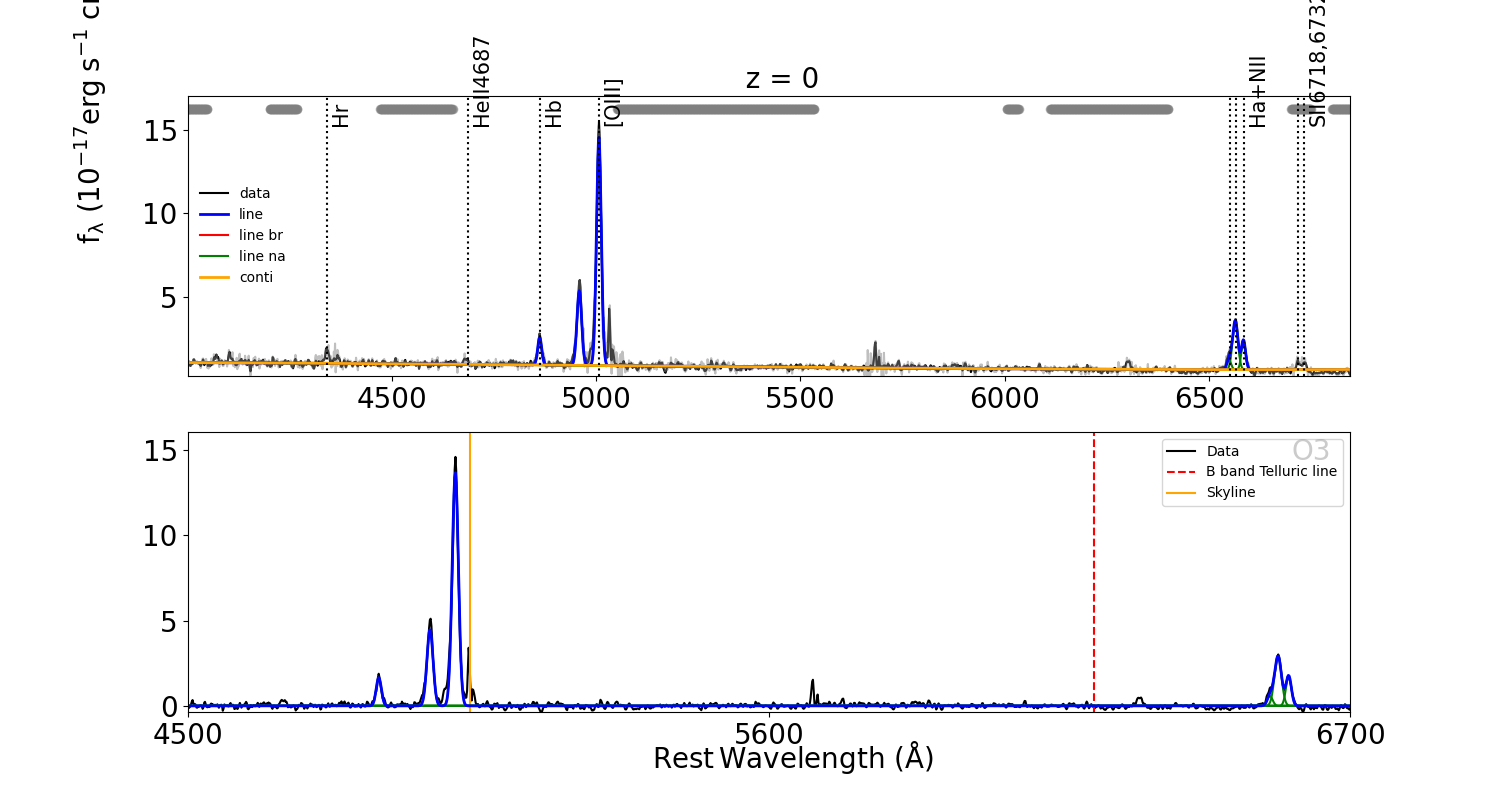 z = 0
f_λ (10^−17 erg s^−1
Hr
HeII4687
Hb
[OIII]
Ha+NII
SII6718,6732
15
10
5
data
line
line br
line na
conti
4500
5000
5500
6000
6500
O3
Data
B band Telluric line
Skyline
15
10
5
0
4500
5600
6700
Rest Wavelength (Å)